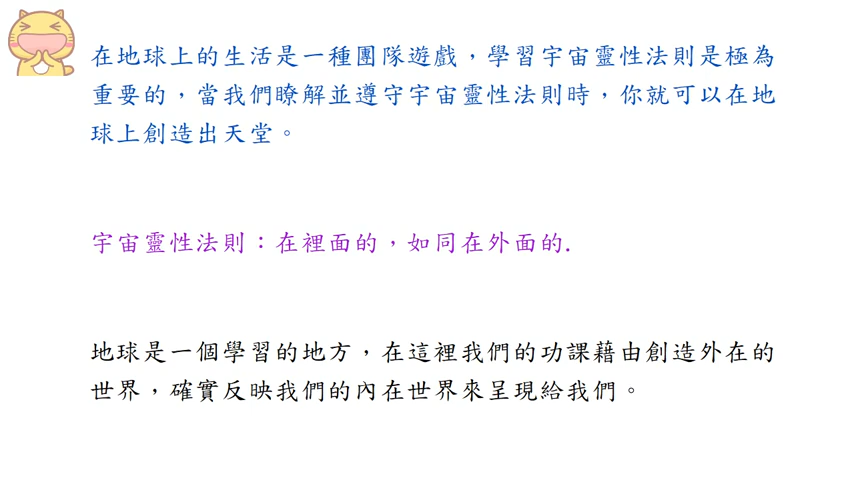 在地球上的生活是一種團隊遊戲，學習宇宙靈性法則是極為
重要的，當我們瞭解並遵守宇宙靈性法則時，你就可以在地
球上創造出天堂。
宇宙靈性法則：在裡面的，如同在外面的.
地球是一個學習的地方，在這裡我們的功課藉由創造外在的
世界，確實反映我們的內在世界來呈現給我們。